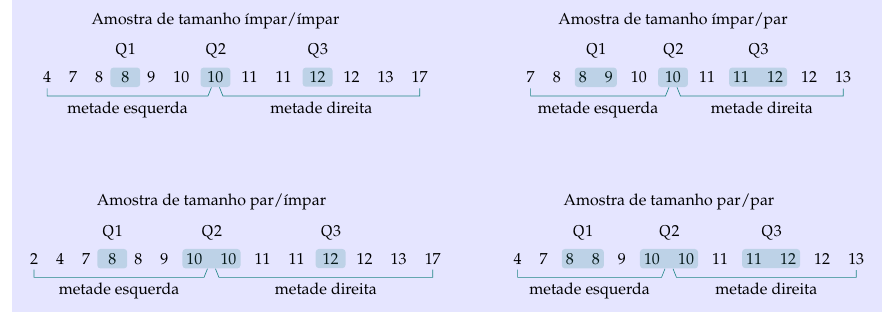 Amostra de tamanho ímpar/ímpar
Q1 Q2 Q3
4 7 8 8 9 10 10 11 11 12 12 13 17
metade esquerda metade direita
Amostra de tamanho ímpar/par
Q1 Q2 Q3
7 8 8 9 10 10 11 11 12 12 13
metade esquerda metade direita
Amostra de tamanho par/ímpar
Q1 Q2 Q3
2 4 7 8 8 9 10 10 11 11 12 12 13 17
metade esquerda metade direita
Amostra de tamanho par/par
Q1 Q2 Q3
4 7 8 8 9 10 10 11 11 12 12 13
metade esquerda metade direita